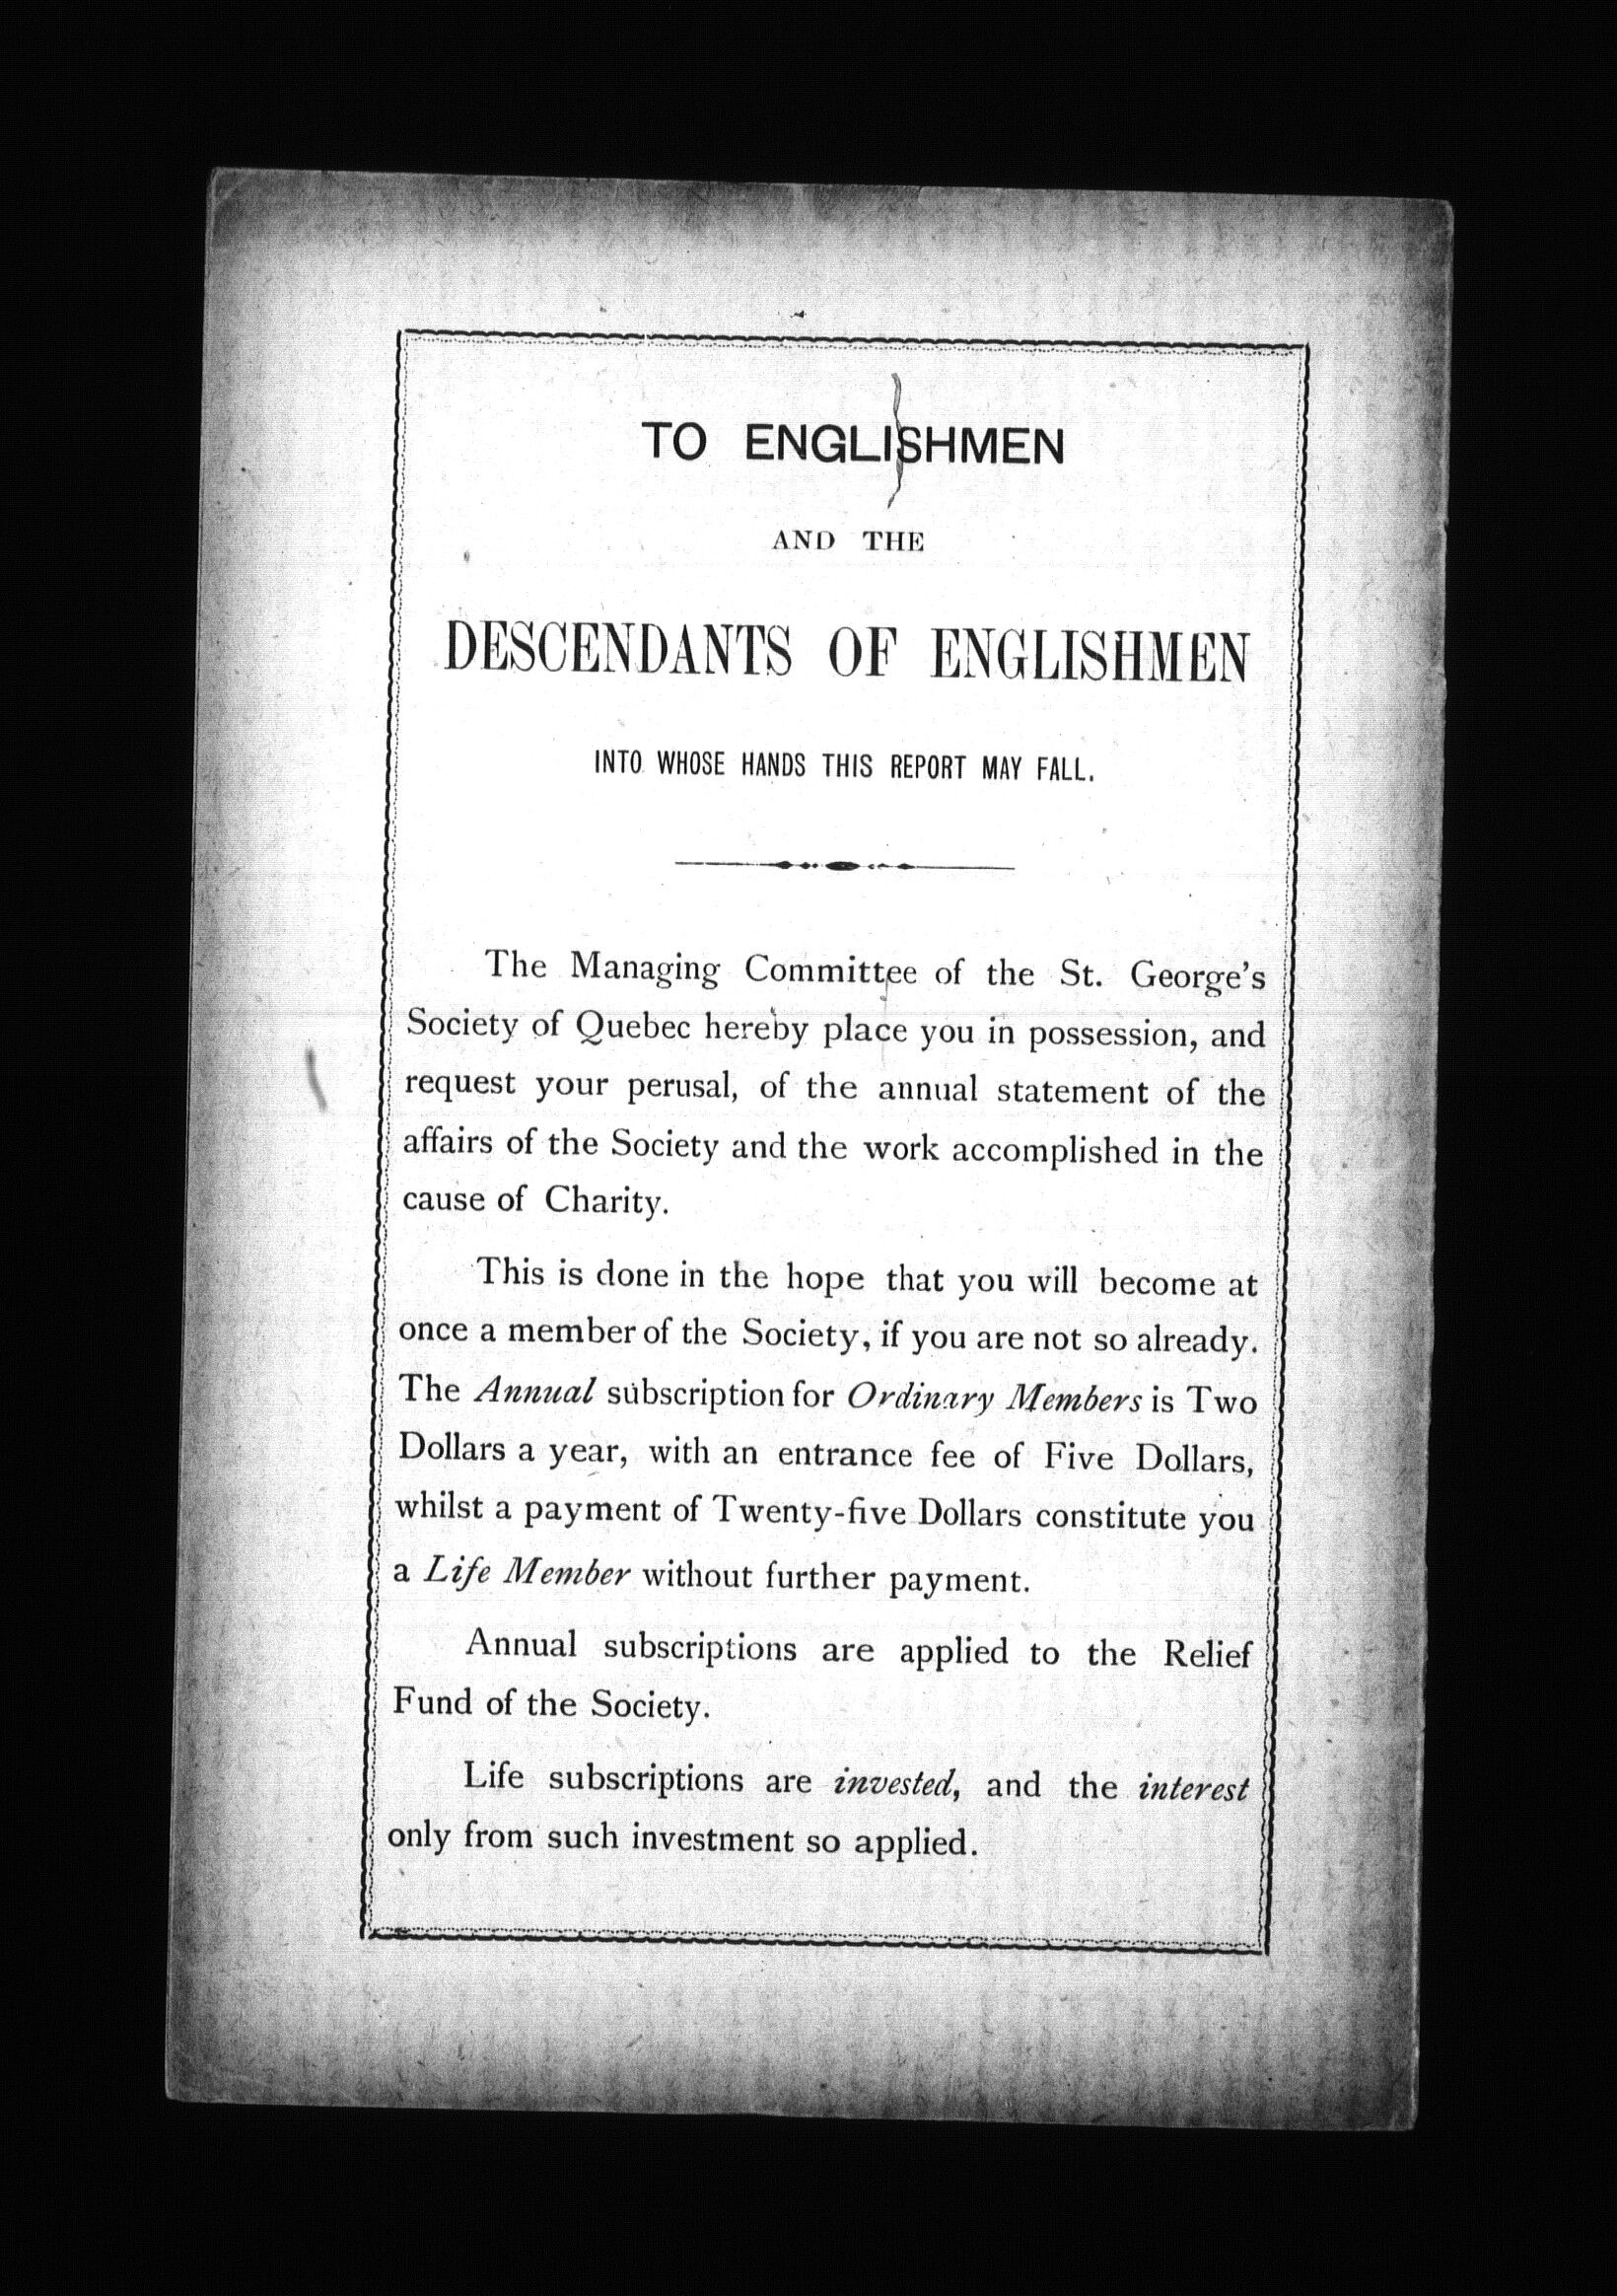 TO ENGLISHMEN
AND THE
DESCENDANTS OF ENGLISHMEN
INTO WHOSE HANDS THIS REPORT MAY FALL.
The Managing Committee of the St. George's
Society of Quebec hereby place you in possession, and
request your perusal, of the annual statement of the
affairs of the Society and the work accomplished in the
cause of Charity.
This is done in the hope that you will become at
once a member of the Society, if you are not so already.
The Annual subscription for Ordinary Members is Two
Dollars a year, with an entrance fee of Five Dollars,
whilst a payment of Twenty-five Dollars constitute you
a Life Member without further payment.
Annual subscriptions are applied to the Relief
Fund of the Society.
Life subscriptions are invested, and the interest
only from such investment so applied.